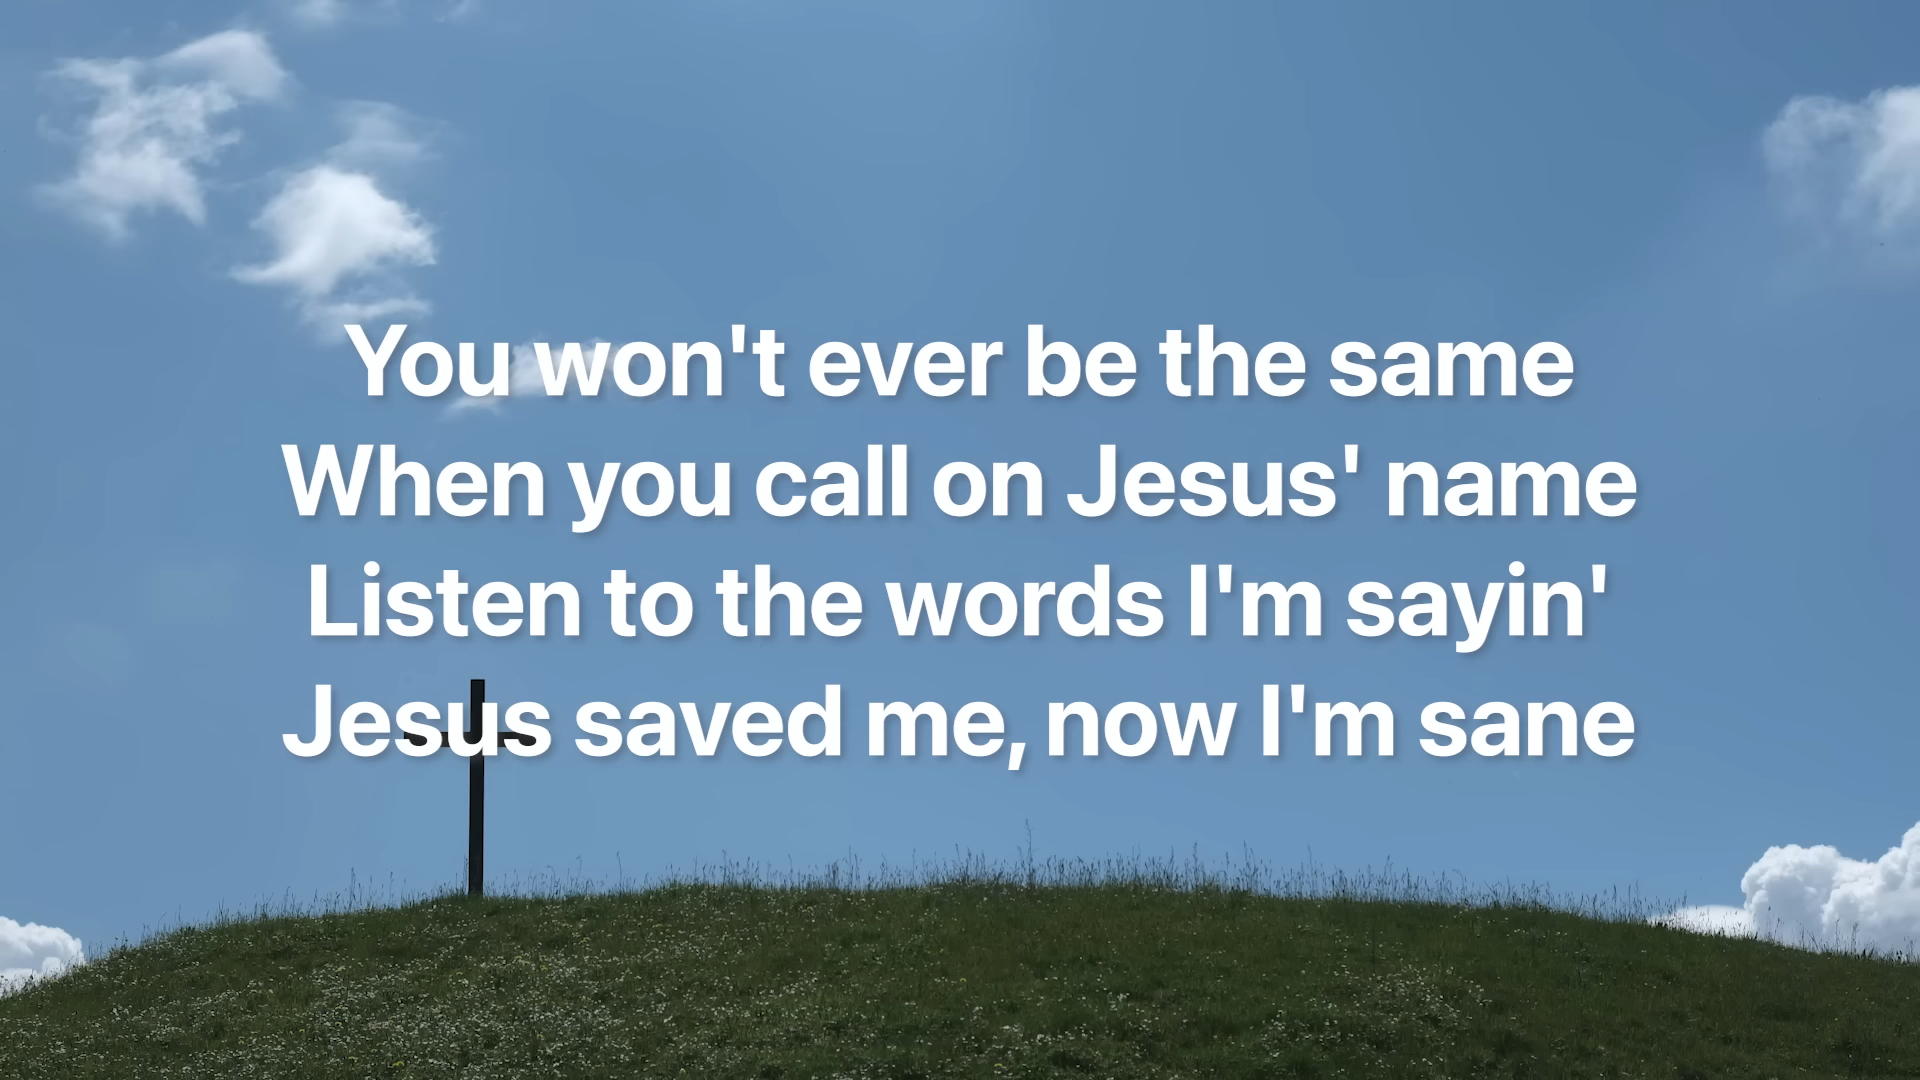 You won't ever be the same
When you call on Jesus' name
Listen to the words I'm sayin'
Jesus saved me, now I'm sane